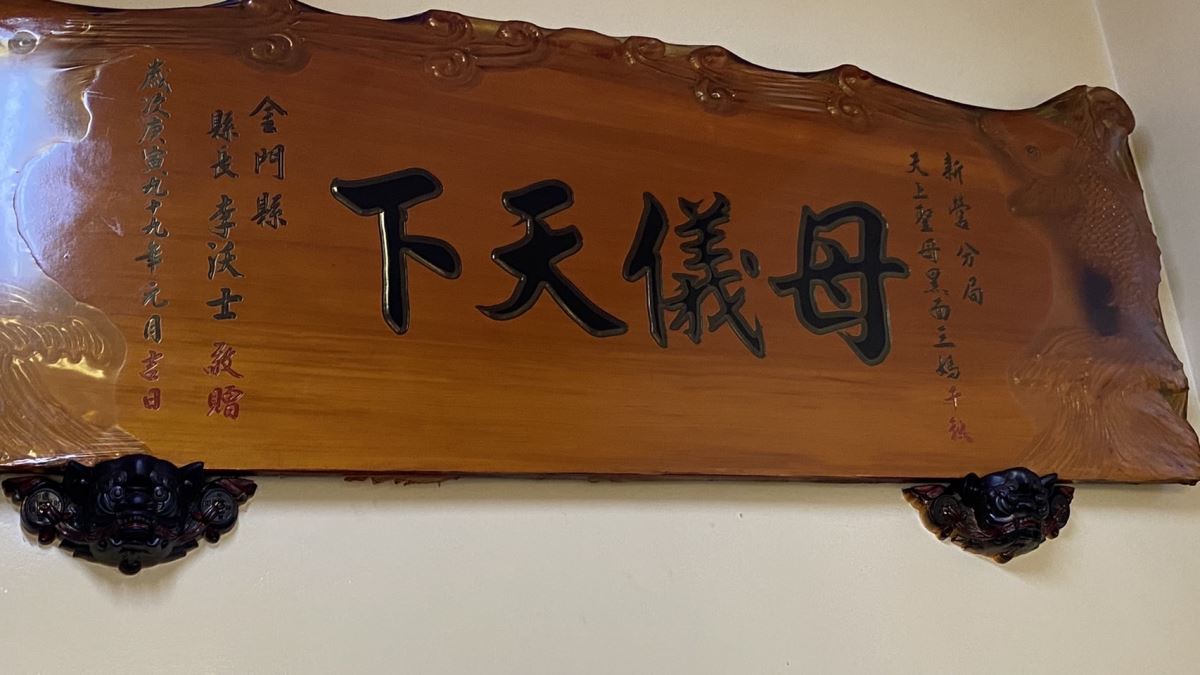 新營分局
天上聖母黑面三媽千秋
母儀天下
金門縣
縣長李沃士敬贈
歲次庚寅九十九年元月吉日